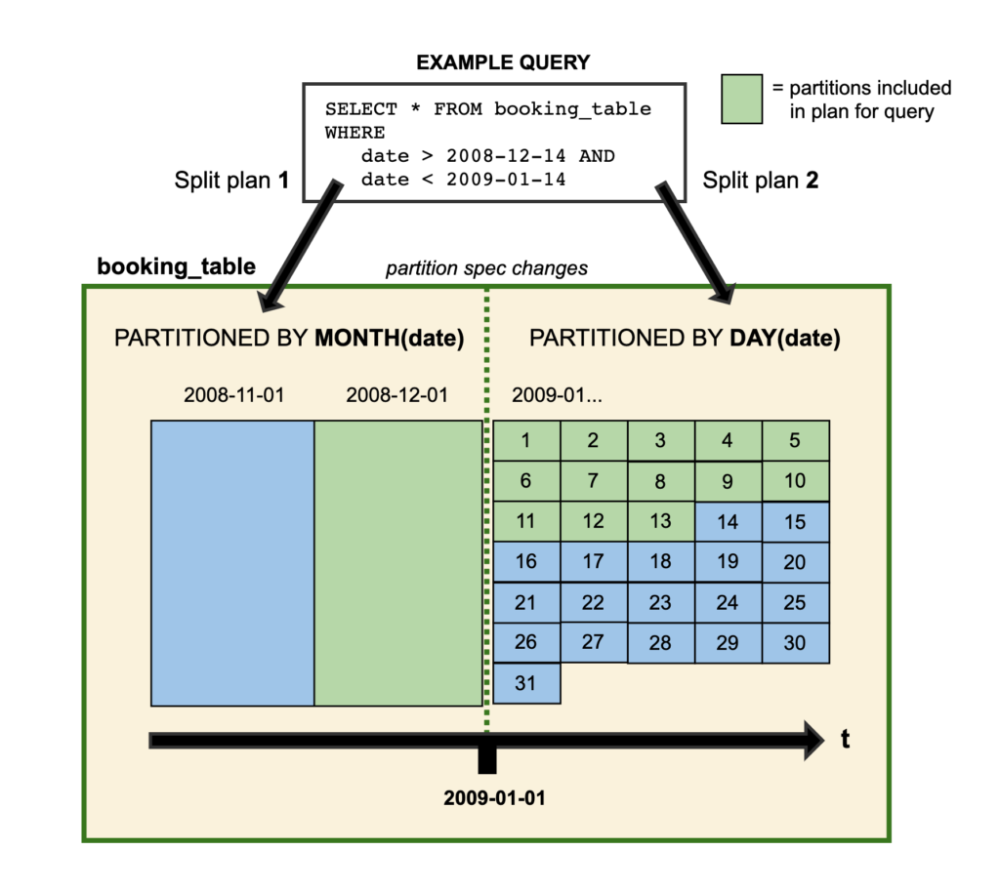 EXAMPLE QUERY
SELECT * FROM booking_table
WHERE
date > 2008-12-14 AND
date < 2009-01-14
= partitions included
in plan for query
Split plan 1
Split plan 2
booking_table
partition spec changes
PARTITIONED BY MONTH(date)
PARTITIONED BY DAY(date)
2008-11-01
2008-12-01
2009-01...
1 2 3 4 5
6 7 8 9 10
11 12 13 14 15
16 17 18 19 20
21 22 23 24 25
26 27 28 29 30
31
t
2009-01-01